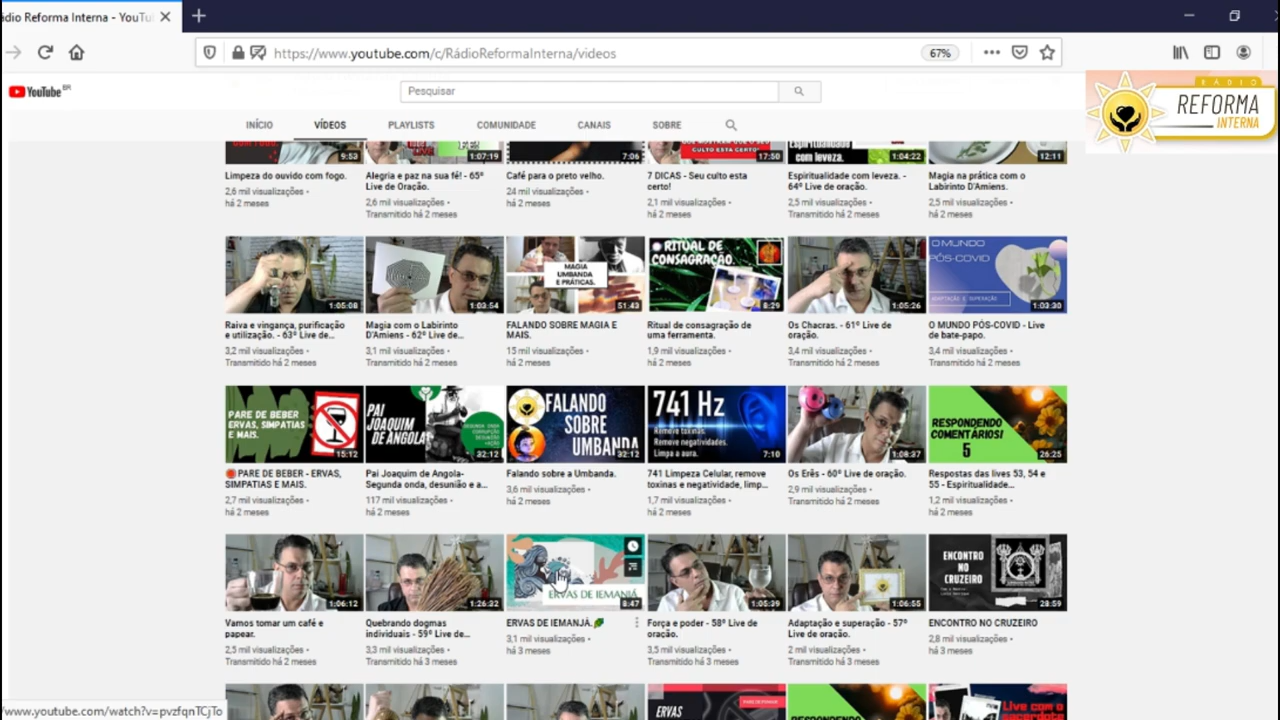 ádio Reforma Interna - YouTu
https://www.youtube.com/c/RádioReformaInterna/videos
67%
YouTube BR
Pesquisar
RÁDIO
REFORMA
INTERNA
INÍCIO VÍDEOS PLAYLISTS COMUNIDADE CANAIS SOBRE
9:53 1:07:19 7:06 17:50 1:04:22 12:11
CULTO ESTA CERTO"
com leveza.
Limpeza do ouvido com fogo. Alegria e paz na sua fé! - 65º Café para o preto velho. 7 DICAS - Seu culto esta Espiritualidade com leveza. - Magia na prática com o
Live de Oração. certo! 64º Live de oração. Labirinto D'Amiens.
2,6 mil visualizações • 2,6 mil visualizações • 24 mil visualizações • 2,1 mil visualizações • 2,5 mil visualizações • 2,5 mil visualizações •
há 2 meses Transmitido há 2 meses há 2 meses há 2 meses Transmitido há 2 meses Transmitido há 2 meses
MAGIA
UMBANDA
E PRÁTICAS.
RITUAL DE
CONSAGRAÇÃO.
O MUNDO
PÓS-COVID
ADAPTAÇÃO E SUPERAÇÃO
1:05:08 1:03:54 51:43 8:29 1:05:26 1:03:30
Raiva e vingança, purificação Magia com o Labirinto FALANDO SOBRE MAGIA E Ritual de consagração de Os Chacras. - 61º Live de O MUNDO PÓS-COVID - Live
e utilização. - 63º Live de... D'Amiens - 62º Live de... MAIS. uma ferramenta. oração. de bate-papo.
3,2 mil visualizações • 3,1 mil visualizações • 15 mil visualizações • 1,9 mil visualizações • 3,4 mil visualizações • 3,4 mil visualizações •
Transmitido há 2 meses Transmitido há 2 meses há 2 meses há 2 meses Transmitido há 2 meses Transmitido há 2 meses
PARE DE BEBER
ERVAS, SIMPATIAS
E MAIS.
PAI
JOAQUIM
DE ANGOLA
SEGUNDA ONDA,
FALANDO
SOBRE
UMBANDA
741 Hz
Remove toxinas.
Remove negatividades.
Limpa a aura.
RESPONDENDO
COMENTÁRIOS!
5
15:12 32:12 32:12 7:10 1:08:37 26:25
PARE DE BEBER - ERVAS, Pai Joaquim de Angola- Falando sobre a Umbanda. 741 Limpeza Celular, remove Os Erês - 60º Live de oração. Respostas das lives 53, 54 e
SIMPATIAS E MAIS. Segunda onda, desunião e a... toxinas e negatividade, limp... 55 - Espiritualidade...
2,7 mil visualizações • 117 mil visualizações • 3,6 mil visualizações • 1,7 mil visualizações • 2,9 mil visualizações • 1,2 mil visualizações •
há 2 meses há 2 meses há 2 meses há 2 meses Transmitido há 2 meses há 2 meses
ERVAS DE IEMANJÁ
ENCONTRO
NO
CRUZEIRO
1:06:12 1:26:32 8:47 1:05:39 1:06:55 28:59
Vamos tomar um café e Quebrando dogmas ERVAS DE IEMANJÁ. Força e poder - 58º Live de Adaptação e superação - 57º ENCONTRO NO CRUZEIRO
papear. individuais - 59º Live de... oração. Live de oração.
2,5 mil visualizações • 3,3 mil visualizações • 3,1 mil visualizações • 3,5 mil visualizações • 2 mil visualizações • 2,8 mil visualizações •
Transmitido há 2 meses Transmitido há 3 meses há 3 meses Transmitido há 3 meses Transmitido há 3 meses há 3 meses
ERVAS
RESPONDENDO
Live com o
sacerdote
/www.youtube.com/watch?v=pvzfqnTCjTo